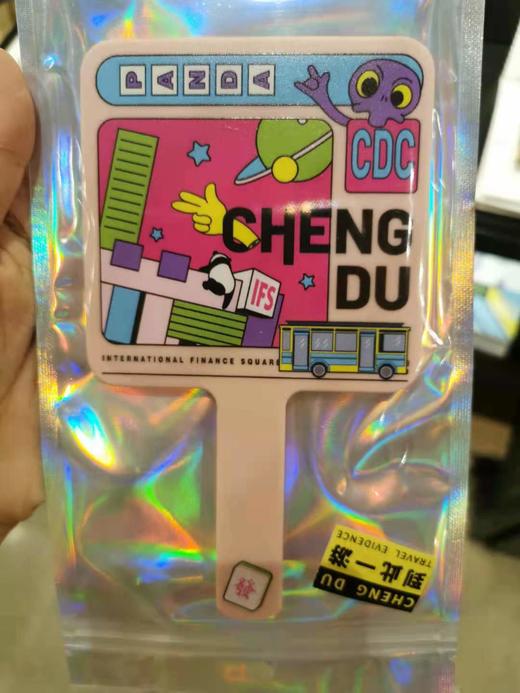 PANDA
CDC
CHENG
DU
IFS
INTERNATIONAL FINANCE SQUARE
發
CHENG DU
到此一游
TRAVEL EVIDENCE